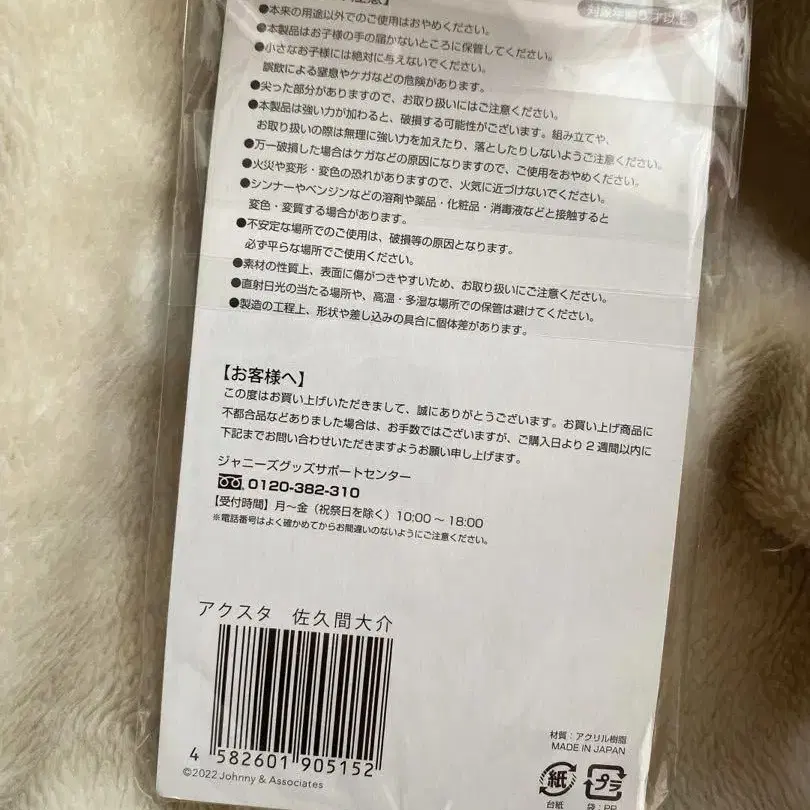 ●本来の用途以外でのご使用はおやめください。
●本製品はお子様の手の届かないところに保管してください。
●小さなお子様には絶対に与えないでください。
誤飲による窒息やケガなどの危険があります。
●尖った部分がありますので、お取り扱いにはご注意ください。
●本製品は強い力が加わると、破損する可能性がございます。組み立てや、
お取り扱いの際は無理に強い力を加えたり、落としたりしないようご注意ください。
●万一破損した場合はケガなどの原因になりますので、ご使用をおやめください。
●火災や変形・変色の恐れがありますので、火気に近づけないでください。
●シンナーやベンジンなどの溶剤や薬品・化粧品・消毒液などと接触すると
変色・変質する場合があります。
●不安定な場所でのご使用は、破損等の原因となります。
必ず平らな場所でご使用ください。
●素材の性質上、表面に傷がつきやすいため、お取り扱いにご注意ください。
●直射日光の当たる場所や、高温・多湿な場所での保管は避けてください。
●製造の工程上、形状や差し込みの具合に個体差があります。
【お客様へ】
この度はお買い上げいただきまして、誠にありがとうございます。お買い上げ商品に
不都合品などありました場合は、お手数ではございますが、ご購入日より2週間以内に
下記までお問い合わせいただきますようお願い申し上げます。
ジャニーズグッズサポートセンター
0120-382-310
【受付時間】月～金（祝祭日を除く）10:00～18:00
※電話番号はよく確かめてからお間違いのないようにご注意ください。
アクスタ 佐久間大介
4 582601 905152
©2022 Johnny & Associates
材質：アクリル樹脂
MADE IN JAPAN
紙 プラ
台紙 袋：PP